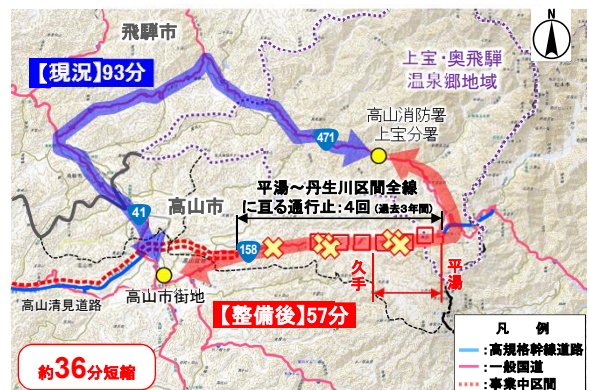 飛騨市
N
【現況】93分
上宝・奥飛騨
温泉郷地域
高山消防署
上宝分署
471
平湯～丹生川区間全線
に亘る通行止:4回(過去3年間)
高山市
41
158
久手
平湯
高山清見道路
高山市街地
【整備後】57分
約36分短縮
凡 例
:高規格幹線道路
:一般国道
:事業中区間